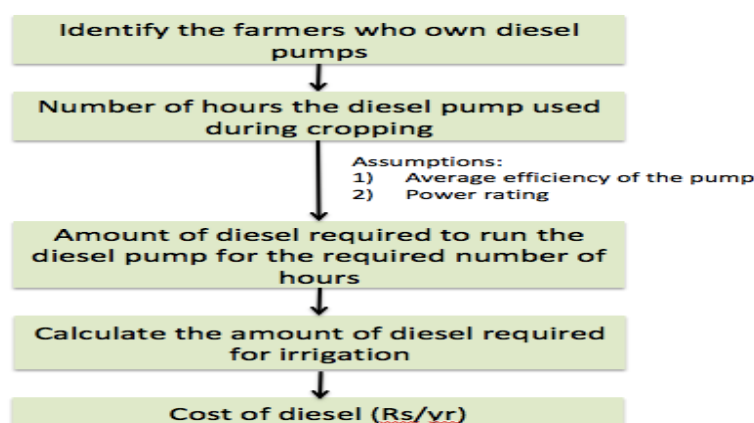 Identify the farmers who own diesel
pumps
Number of hours the diesel pump used
during cropping
Assumptions:
1) Average efficiency of the pump
2) Power rating
Amount of diesel required to run the
diesel pump for the required number of
hours
Calculate the amount of diesel required
for irrigation
Cost of diesel (Rs/yr)